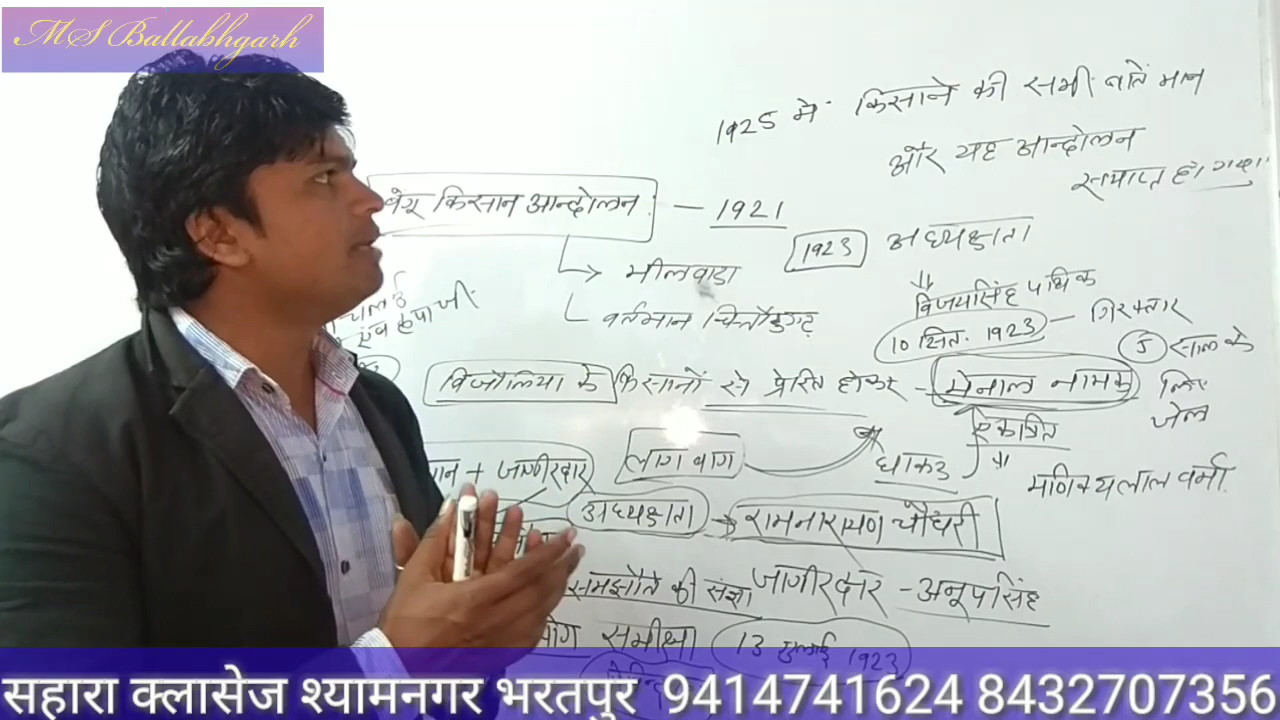 MS Ballabhgarh
1925 में किसानो की सभी बातें मान
और यह आन्दोलन
समाप्त हो गया
बेगू किसान आन्दोलन — 1921
1923 अध्यक्षता
भीलवाडा
विजयसिंह पथिक
वर्तमान चित्तौड़गढ़
10 सित. 1923 — गिरफ्तार
5 साल के
लिए
जेल
बिजोलिया के किसानों से प्रेरित होकर - मेनाल नामक
एकत्रित
लाग बाग
धाकड
माणिक्यलाल वर्मा
+ जागीरदार
अध्यक्षता → रामनारायण चौधरी
समझौते की संज्ञा
जागीरदार - अनूपसिंह
13 जुलाई 1923
सहारा क्लासेज श्यामनगर भरतपुर 9414741624 8432707356